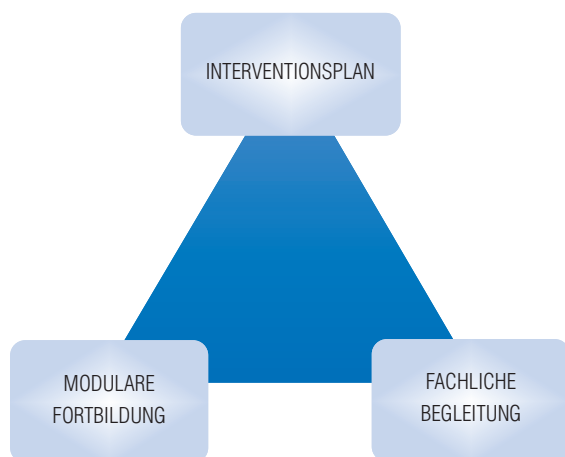 INTERVENTIONSPLAN
MODULARE
FORTBILDUNG
FACHLICHE
BEGLEITUNG